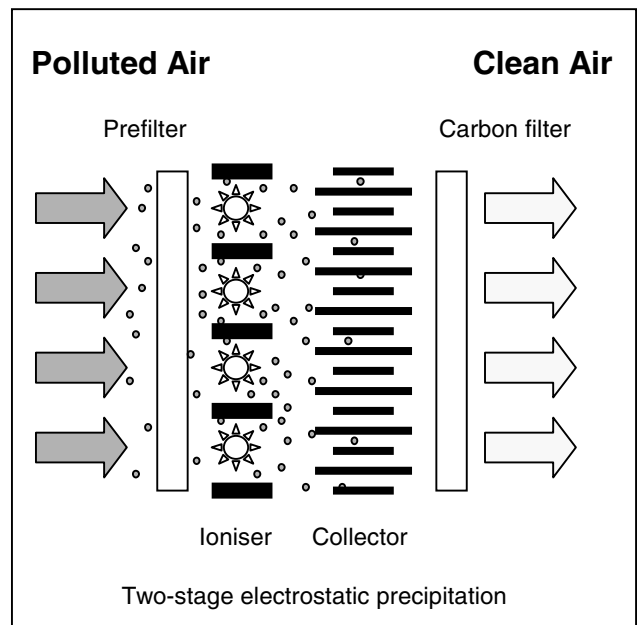 Polluted Air Clean Air
Prefilter Carbon filter
Ioniser Collector
Two-stage electrostatic precipitation